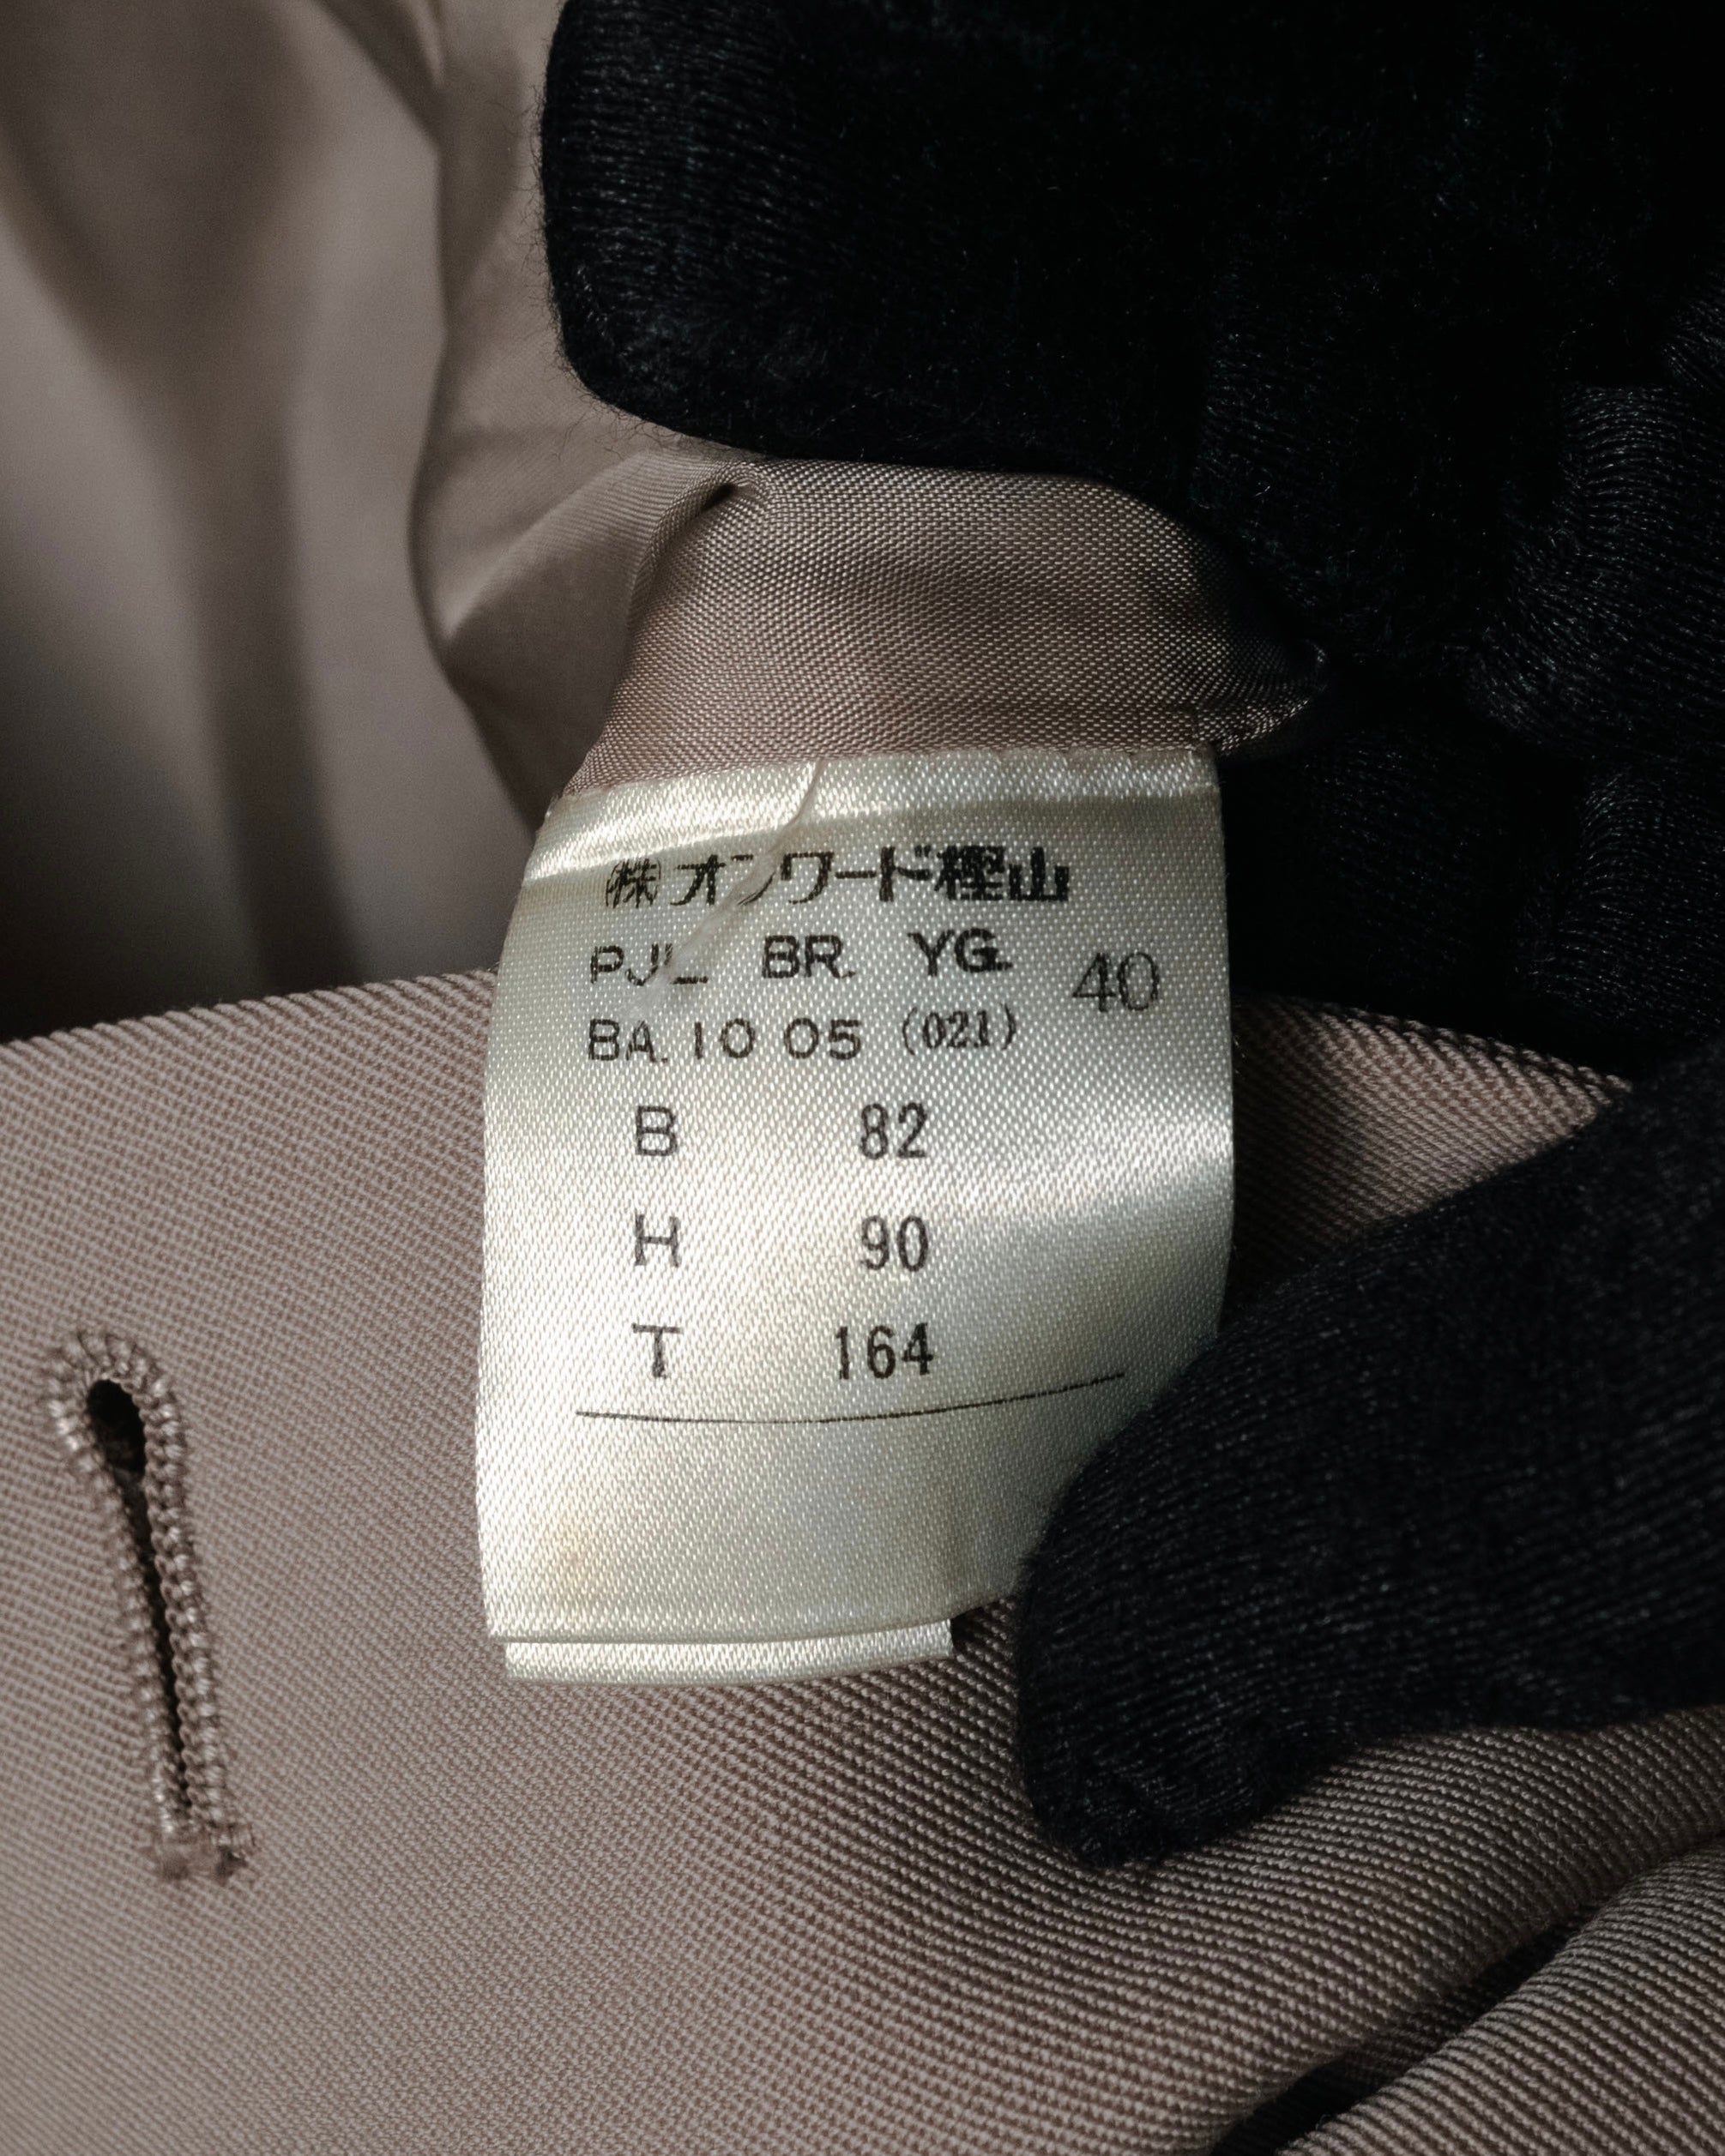 ㈱オンワード樫山
PJL BR. YG. 40
BA. 10 05 (021)
B 82
H 90
T 164